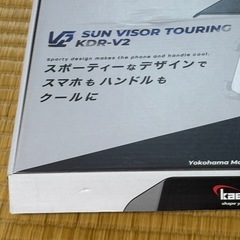 V2 SUN VISOR TOURING
KDR-V2
Sporty design makes the phone and handle cool.
スポーティーなデザインで
スマホもハンドルも
クールに
Yokohama